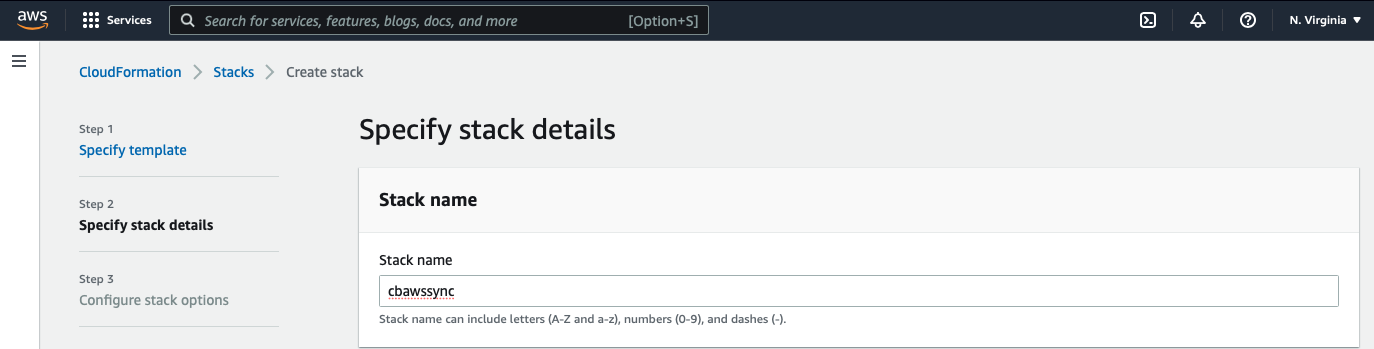 aws Services Search for services, features, blogs, docs, and more [Option+S] N. Virginia
CloudFormation Stacks Create stack
Step 1
Specify template
Step 2
Specify stack details
Step 3
Configure stack options
Specify stack details
Stack name
Stack name
cbawssync
Stack name can include letters (A-Z and a-z), numbers (0-9), and dashes (-).